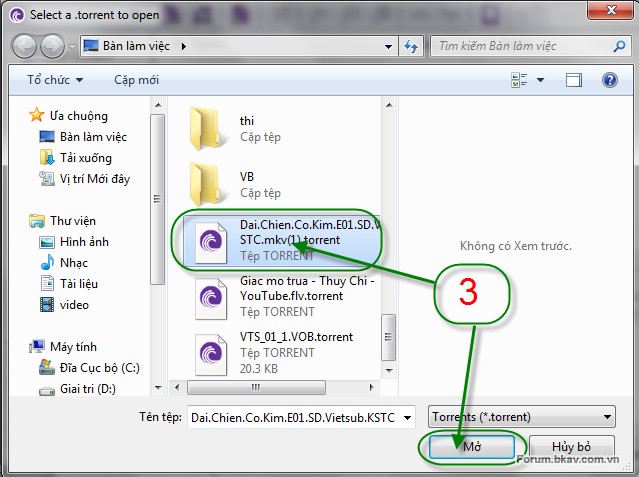 Select a .torrent to open
Bàn làm việc
Tìm kiếm Bàn làm việc
Tổ chức
Cặp mới
Ưa chuộng
Bàn làm việc
Tải xuống
Vị trí Mới đây
Thư viện
Hình ảnh
Nhạc
Tài liệu
video
Máy tính
Đĩa Cục bộ (C:)
Giai tri (D:)
thi
Cặp tệp
VB
Cặp tệp
Dai.Chien.Co.Kim.E01.SD.V
STC.mkv(1).torrent
Tệp TORRENT
Giac mo trua - Thuy Chi -
YouTube.flv.torrent
Tệp TORRENT
VTS_01_1.VOB.torrent
Tệp TORRENT
20.3 KB
Không có Xem trước.
3
Tên tệp:
Dai.Chien.Co.Kim.E01.SD.Vietsub.KSTC
Torrents (*.torrent)
Mở
Hủy bỏ
Forum.bkav.com.vn